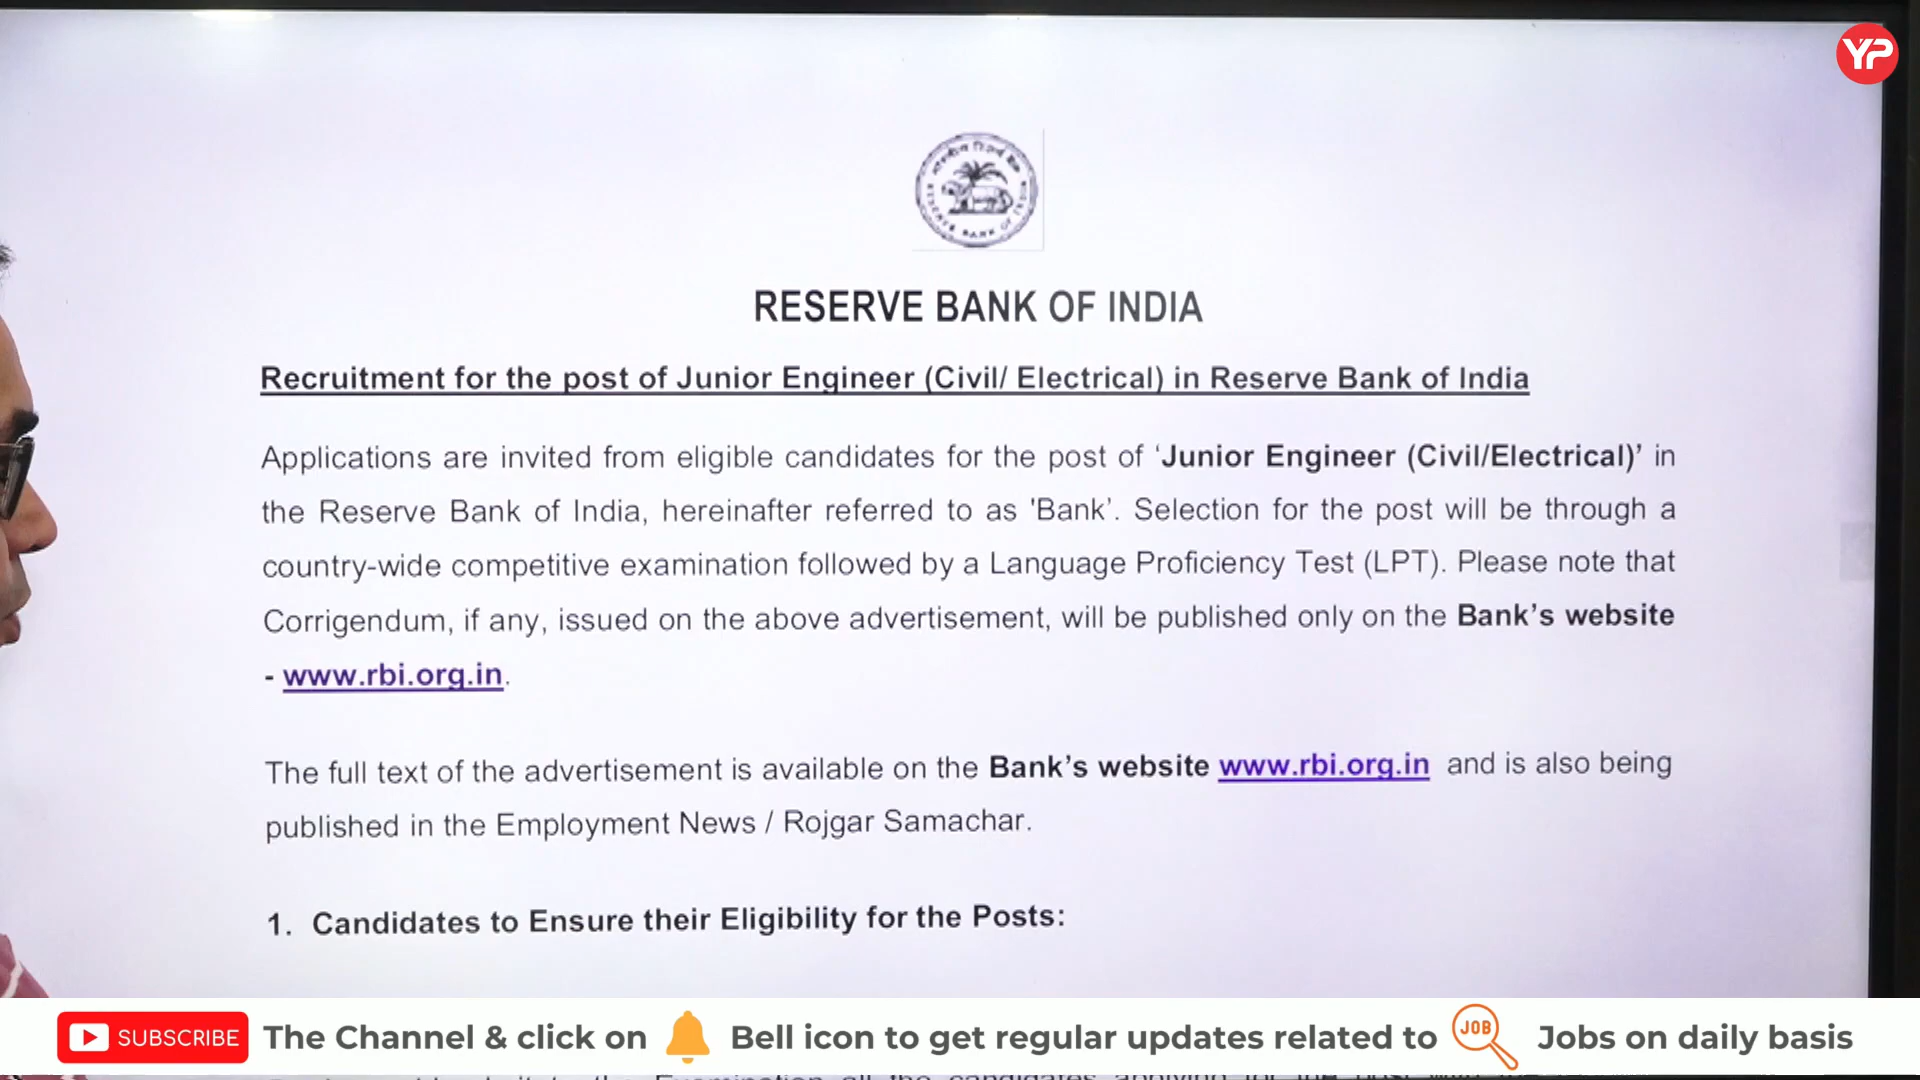 YP
RESERVE BANK OF INDIA
Recruitment for the post of Junior Engineer (Civil/ Electrical) in Reserve Bank of India
Applications are invited from eligible candidates for the post of ‘Junior Engineer (Civil/Electrical)’ in
the Reserve Bank of India, hereinafter referred to as 'Bank’. Selection for the post will be through a
country-wide competitive examination followed by a Language Proficiency Test (LPT). Please note that
Corrigendum, if any, issued on the above advertisement, will be published only on the Bank’s website
- www.rbi.org.in.
The full text of the advertisement is available on the Bank’s website www.rbi.org.in and is also being
published in the Employment News / Rojgar Samachar.
1. Candidates to Ensure their Eligibility for the Posts:
SUBSCRIBE The Channel & click on Bell icon to get regular updates related to JOB Jobs on daily basis